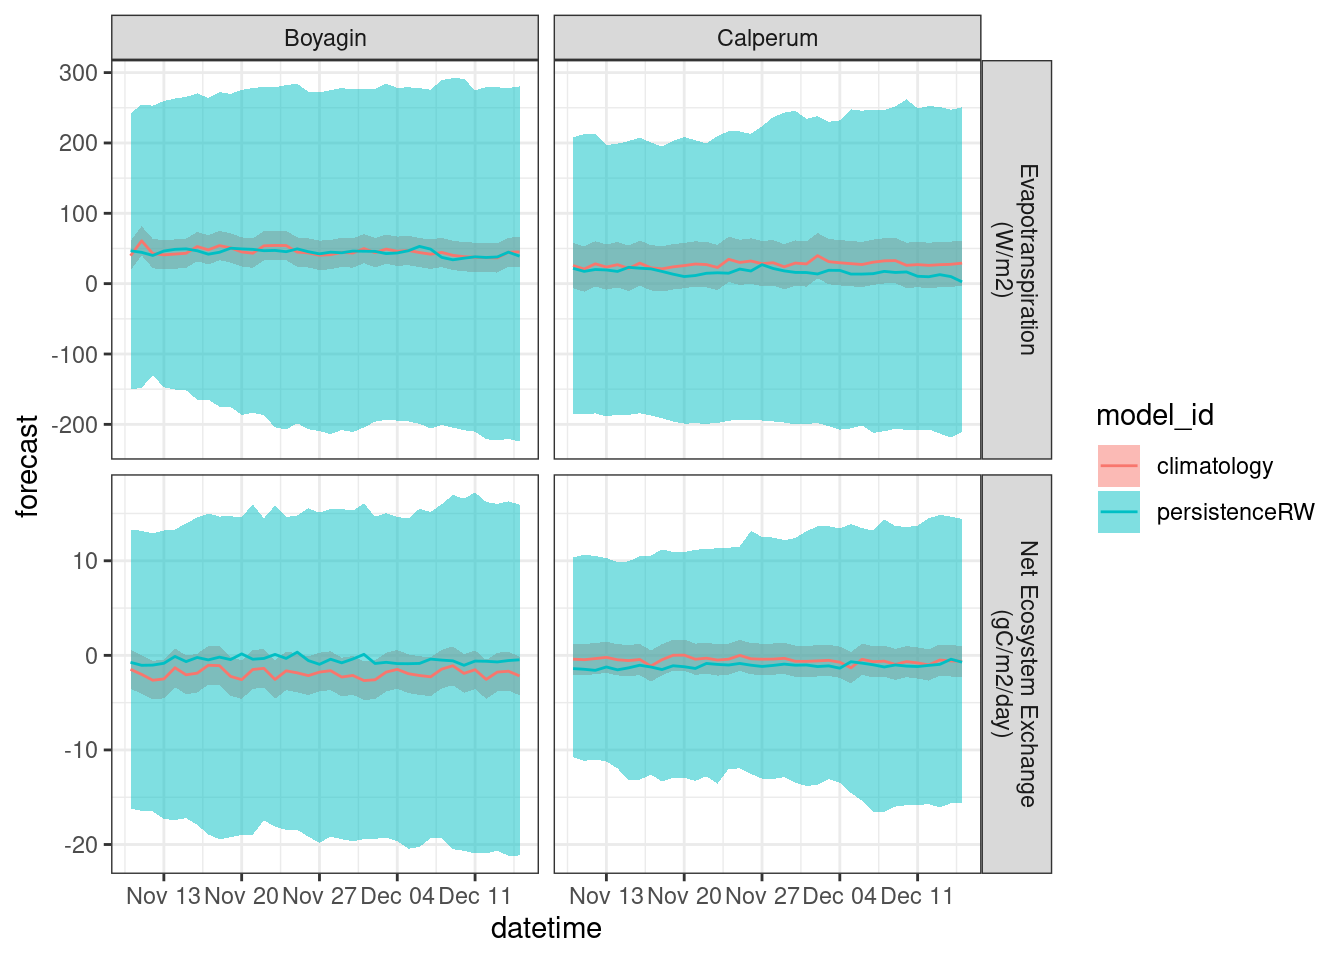 Boyagin
Calperum
300
200
100
0
-100
-200
Evapotranspiration
(W/m2)
10
0
-10
-20
Net Ecosystem Exchange
(gC/m2/day)
Nov 13 Nov 20 Nov 27 Dec 04 Dec 11
Nov 13 Nov 20 Nov 27 Dec 04 Dec 11
datetime
forecast
model_id
climatology
persistenceRW